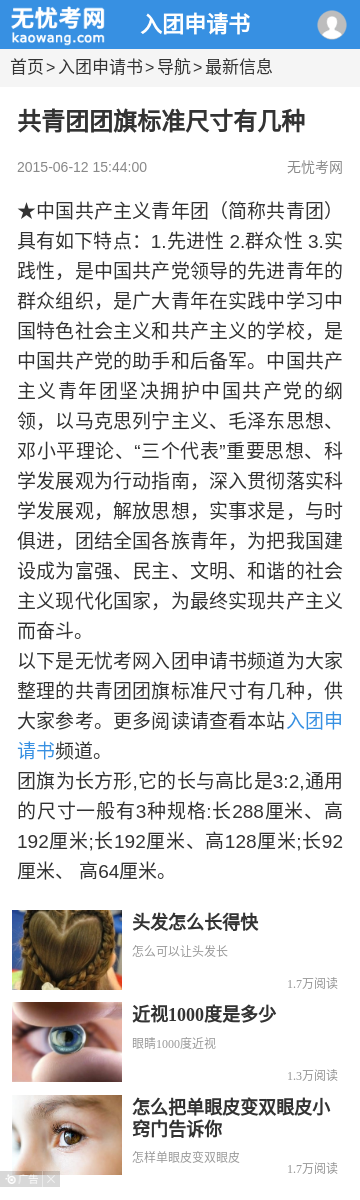 无忧考网
kaowang.com
入团申请书
首页>入团申请书>导航>最新信息
共青团团旗标准尺寸有几种
2015-06-12 15:44:00 无忧考网
★中国共产主义青年团（简称共青团）
具有如下特点：1.先进性 2.群众性 3.实
践性，是中国共产党领导的先进青年的
群众组织，是广大青年在实践中学习中
国特色社会主义和共产主义的学校，是
中国共产党的助手和后备军。中国共产
主义青年团坚决拥护中国共产党的纲
领，以马克思列宁主义、毛泽东思想、
邓小平理论、“三个代表”重要思想、科
学发展观为行动指南，深入贯彻落实科
学发展观，解放思想，实事求是，与时
俱进，团结全国各族青年，为把我国建
设成为富强、民主、文明、和谐的社会
主义现代化国家，为最终实现共产主义
而奋斗。
以下是无忧考网入团申请书频道为大家
整理的共青团团旗标准尺寸有几种，供
大家参考。更多阅读请查看本站入团申
请书频道。
团旗为长方形,它的长与高比是3:2,通用
的尺寸一般有3种规格:长288厘米、高
192厘米;长192厘米、高128厘米;长92
厘米、 高64厘米。
头发怎么长得快
怎么可以让头发长
1.7万阅读
近视1000度是多少
眼睛1000度近视
1.3万阅读
怎么把单眼皮变双眼皮小
窍门告诉你
怎样单眼皮变双眼皮
1.7万阅读
广告